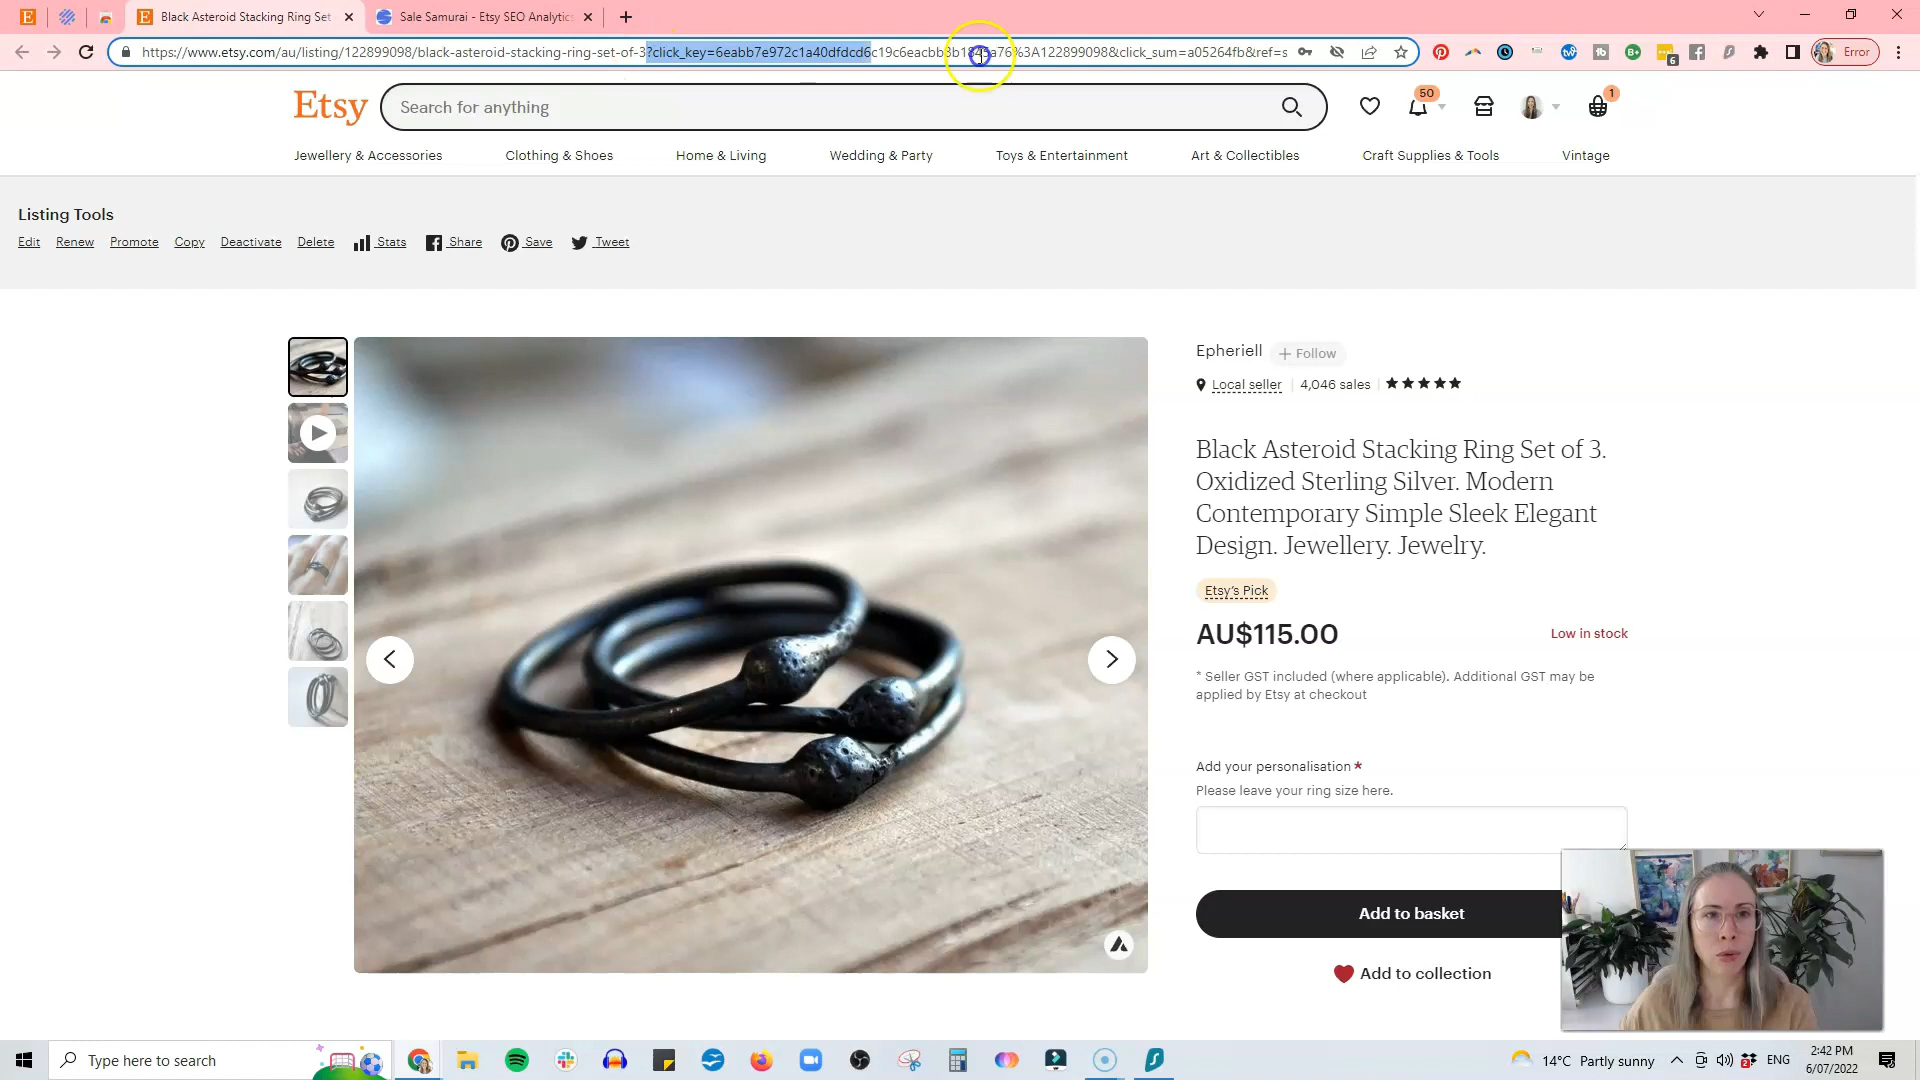 Black Asteroid Stacking Ring Set
Sale Samurai - Etsy SEO Analytics
https://www.etsy.com/au/listing/122899098/black-asteroid-stacking-ring-set-of-3?click_key=6eabb7e972c1a40dfdcd6c19c6eacbb3b1845a76%3A122899098&click_sum=a05264fb&ref=s
6
Error
Etsy
Search for anything
50
1
Jewellery & Accessories
Clothing & Shoes
Home & Living
Wedding & Party
Toys & Entertainment
Art & Collectibles
Craft Supplies & Tools
Vintage
Listing Tools
Edit
Renew
Promote
Copy
Deactivate
Delete
Stats
Share
Save
Tweet
Epheriell
+ Follow
Local seller
4,046 sales
Black Asteroid Stacking Ring Set of 3.
Oxidized Sterling Silver. Modern
Contemporary Simple Sleek Elegant
Design. Jewellery. Jewelry.
Etsy's Pick
AU$115.00
Low in stock
* Seller GST included (where applicable). Additional GST may be
applied by Etsy at checkout
Add your personalisation *
Please leave your ring size here.
Add to basket
Add to collection
Type here to search
14°C Partly sunny
ENG
2:42 PM
6/07/2022